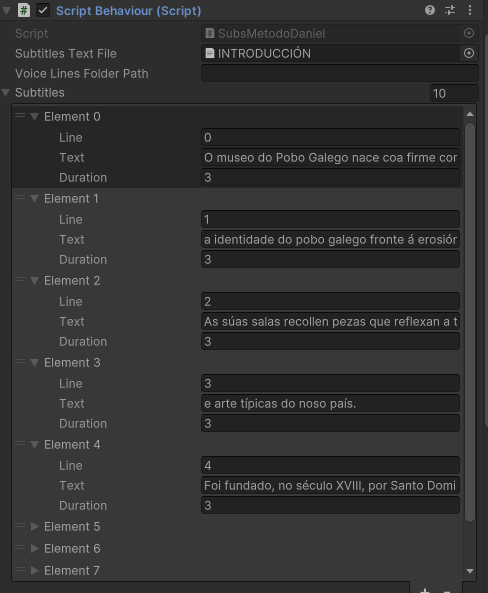 Script Behaviour (Script)
Script SubsMetodoDaniel
Subtitles Text File INTRODUCCIÓN
Voice Lines Folder Path
Subtitles 10
Element 0
Line 0
Text O museo do Pobo Galego nace coa firme cor
Duration 3
Element 1
Line 1
Text a identidade do pobo galego fronte á erosiór
Duration 3
Element 2
Line 2
Text As súas salas recollen pezas que reflexan a t
Duration 3
Element 3
Line 3
Text e arte típicas do noso país.
Duration 3
Element 4
Line 4
Text Foi fundado, no século XVIII, por Santo Domi
Duration 3
Element 5
Element 6
Element 7